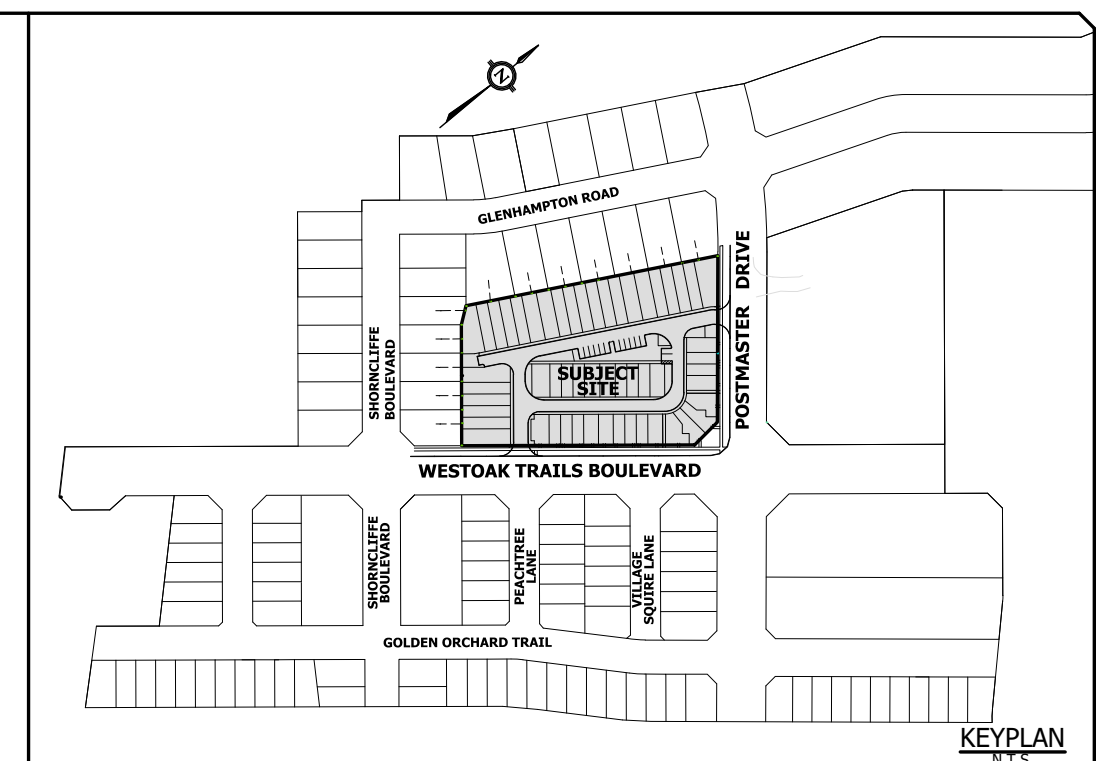 N
GLENHAMPTON ROAD
POSTMASTER DRIVE
SHORNCLIFFE
BOULEVARD
SUBJECT
SITE
WESTOAK TRAILS BOULEVARD
SHORNCLIFFE
BOULEVARD
PEACHTREE
LANE
VILLAGE
SQUIRE LANE
GOLDEN ORCHARD TRAIL
KEYPLAN
N.T.S.